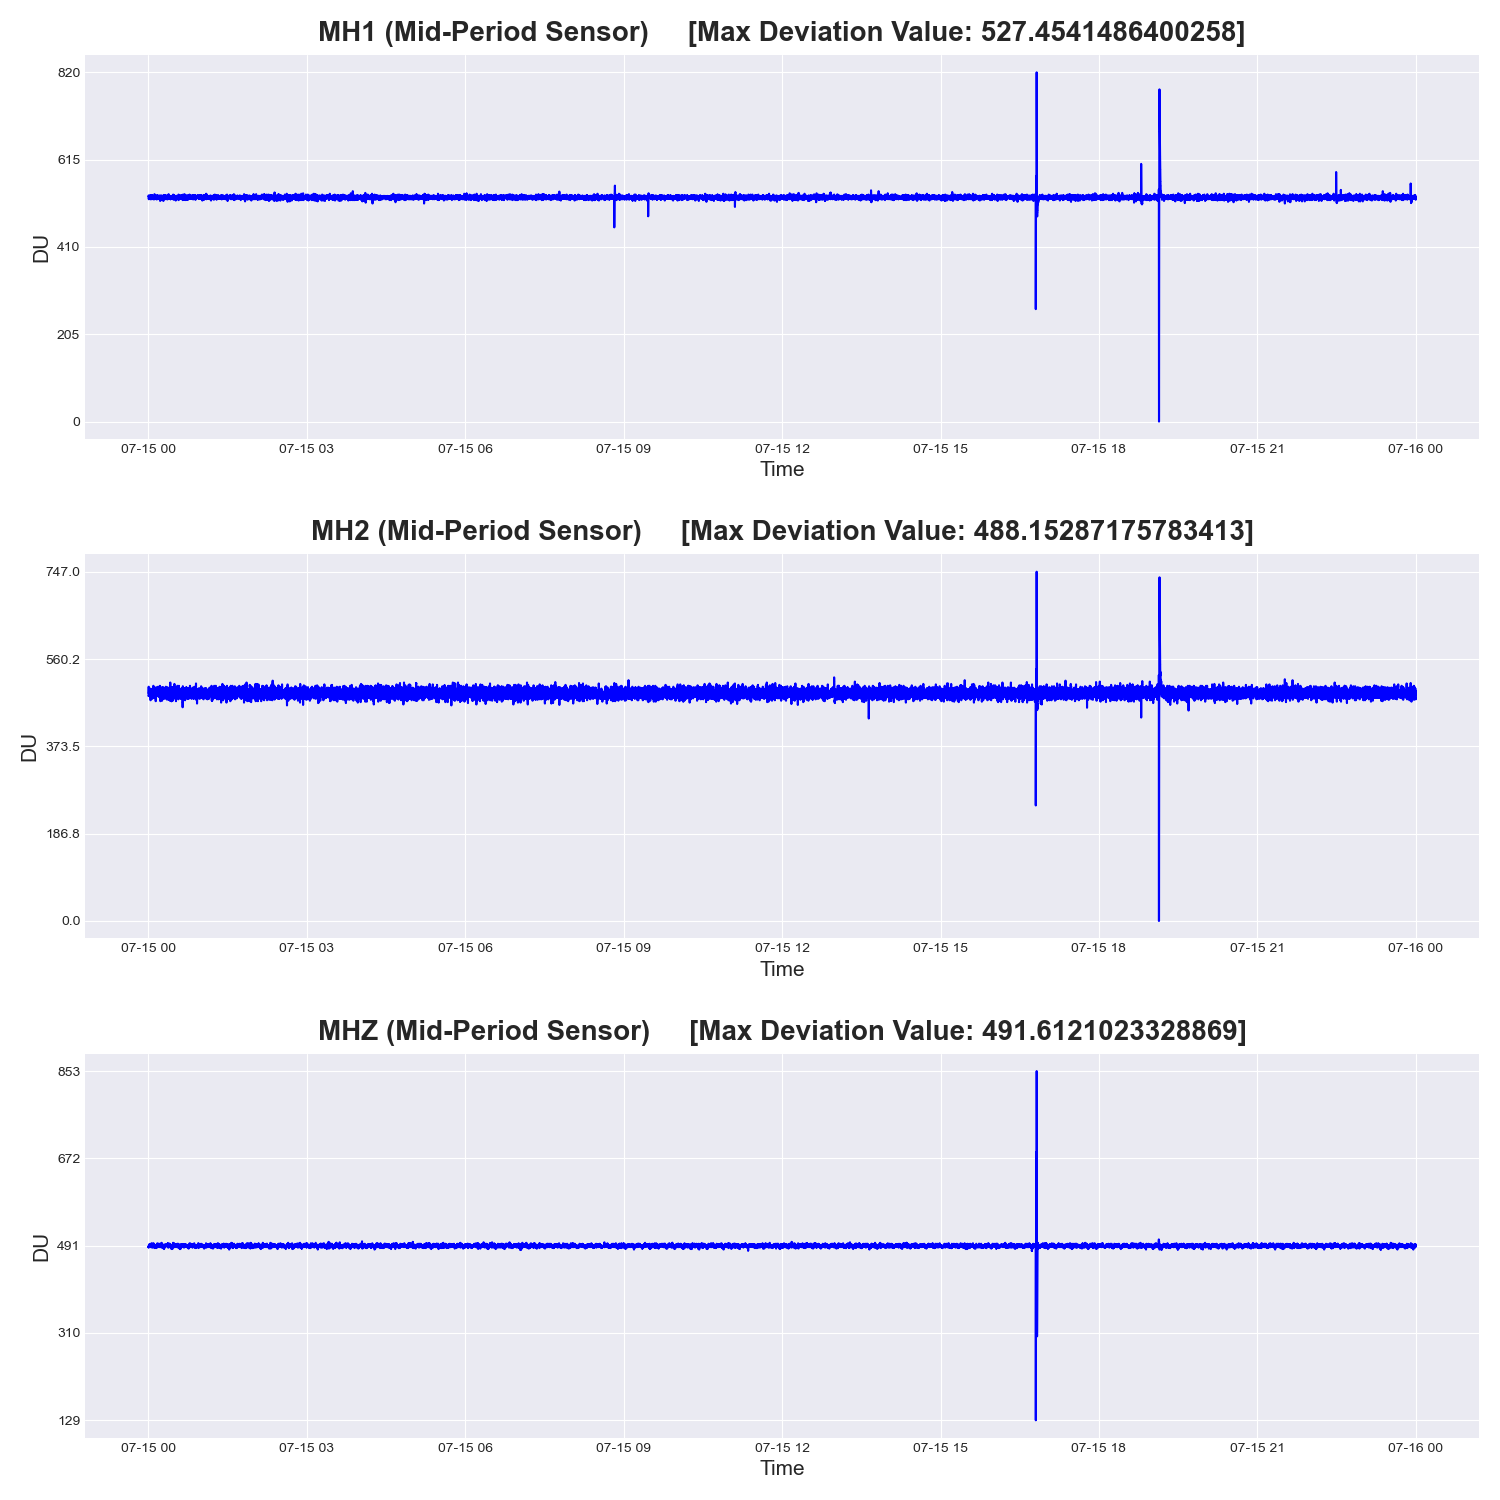 MH1 (Mid-Period Sensor) [Max Deviation Value: 527.4541486400258]
820
615
410
205
0
DU
07-15 00 07-15 03 07-15 06 07-15 09 07-15 12 07-15 15 07-15 18 07-15 21 07-16 00
Time
MH2 (Mid-Period Sensor) [Max Deviation Value: 488.15287175783413]
747.0
560.2
373.5
186.8
0.0
DU
07-15 00 07-15 03 07-15 06 07-15 09 07-15 12 07-15 15 07-15 18 07-15 21 07-16 00
Time
MHZ (Mid-Period Sensor) [Max Deviation Value: 491.6121023328869]
853
672
491
310
129
DU
07-15 00 07-15 03 07-15 06 07-15 09 07-15 12 07-15 15 07-15 18 07-15 21 07-16 00
Time